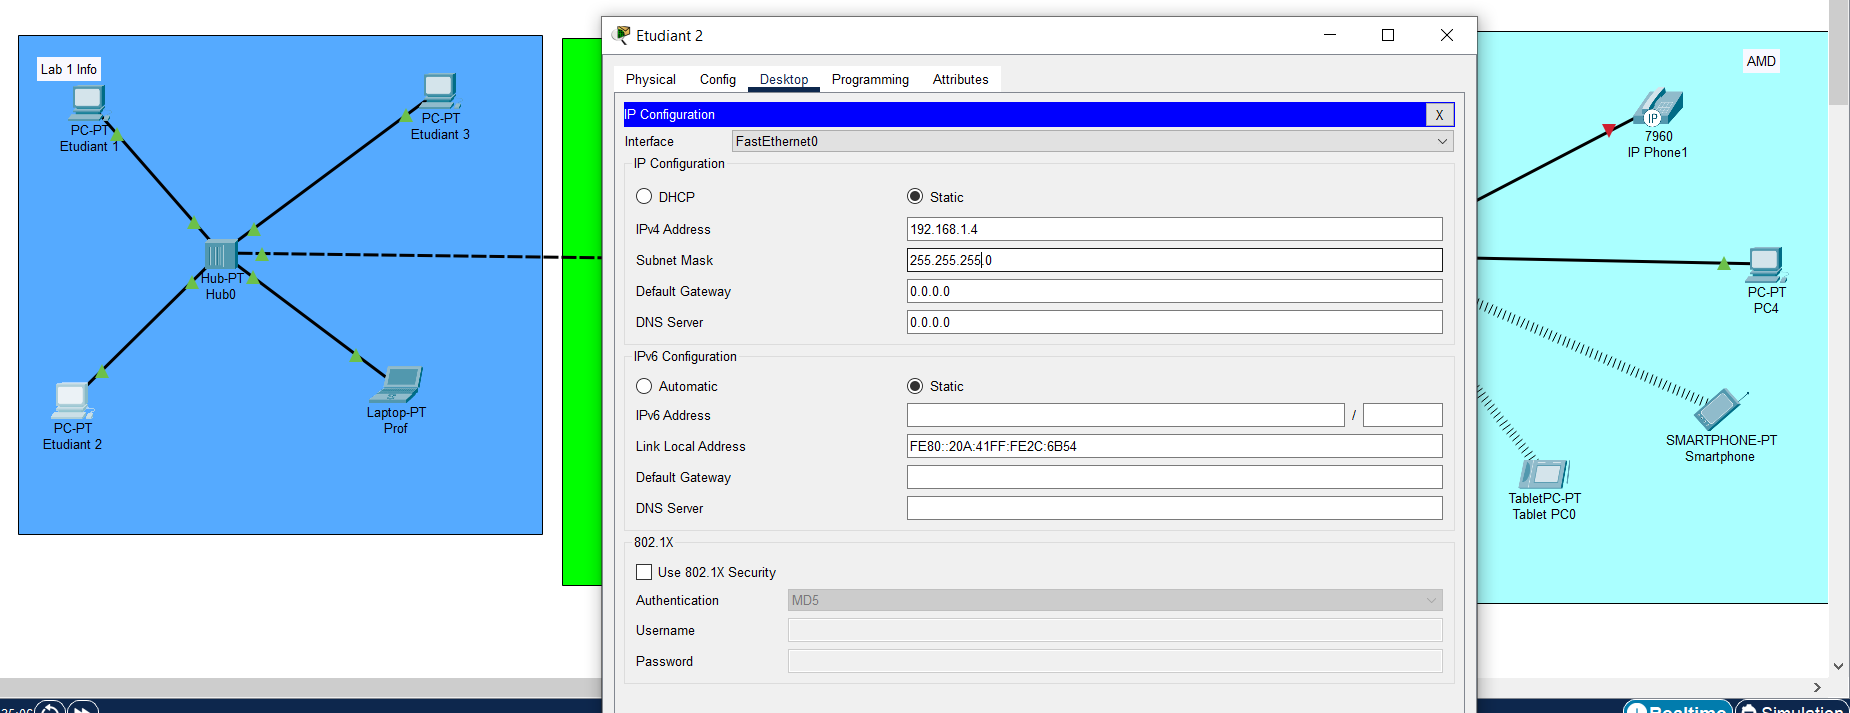 Lab 1 Info
PC-PT
Etudiant 1
PC-PT
Etudiant 3
Hub-PT
Hub0
PC-PT
Etudiant 2
Laptop-PT
Prof
Etudiant 2
Physical Config Desktop Programming Attributes
IP Configuration X
Interface FastEthernet0
IP Configuration
DHCP Static
IPv4 Address 192.168.1.4
Subnet Mask 255.255.255.0
Default Gateway 0.0.0.0
DNS Server 0.0.0.0
IPv6 Configuration
Automatic Static
IPv6 Address /
Link Local Address FE80::20A:41FF:FE2C:6B54
Default Gateway
DNS Server
802.1X
Use 802.1X Security
Authentication MD5
Username
Password
AMD
IP
7960
IP Phone1
PC-PT
PC4
SMARTPHONE-PT
Smartphone
TabletPC-PT
Tablet PC0
Realtime Simulation